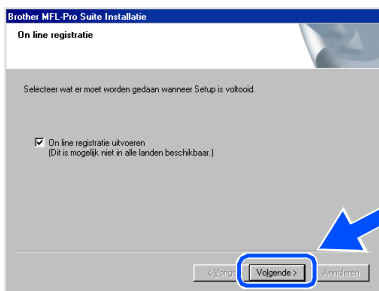 Brother MFL-Pro Suite Installatie
On line registratie
Selecteer wat er moet worden gedaan wanneer Setup is voltooid.
On line registratie uitvoeren
(Dit is mogelijk niet in alle landen beschikbaar.)
< Vorige Volgende > Annuleren